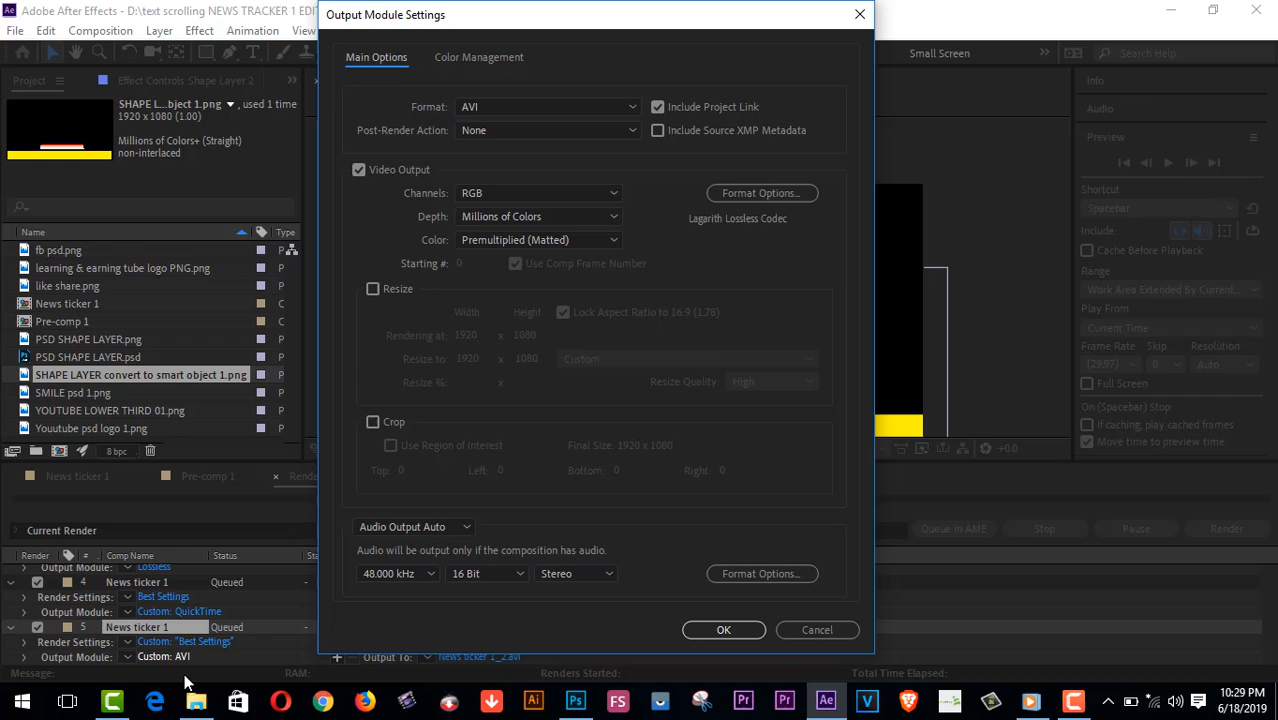 Adobe After Effects - D:\text scrolling NEWS TRACKER 1 EDIT
Output Module Settings
File Edit Composition Layer Effect Animation
Main Options
Color Management
Small Screen
Search Help
Project
Effect Controls Shape Layer 2
Info
SHAPE L...bject 1.png , used 1 time
1920 x 1080 (1.00)
Millions of Colors+ (Straight)
non-interlaced
Format:
AVI
Include Project Link
Post-Render Action:
None
Include Source XMP Metadata
Audio
Preview
Video Output
Channels:
RGB
Format Options...
Depth:
Millions of Colors
Lagarith Lossless Codec
Color:
Premultiplied (Matted)
Starting #:
0
Use Comp Frame Number
Shortcut
Spacebar
Include:
Cache Before Playback
Range
Work Area Extended By Current...
Play From
Current Time
Frame Rate Skip Resolution
(29.97) 0 Auto
Full Screen
On (Spacebar) Stop:
If caching, play cached frames
Move time to preview time
Name
Type
fb psd.png P
learning & earning tube logo PNG.png P
like share.png P
News ticker 1 C
Pre-comp 1 C
PSD SHAPE LAYER.png P
PSD SHAPE LAYER.psd P
SHAPE LAYER convert to smart object 1.png P
SMILE psd 1.png P
YOUTUBE LOWER THIRD 01.png P
Yoututbe psd logo 1.png P
8 bpc
Resize
Width Height
Lock Aspect Ratio to 16:9 (1.78)
Rendering at: 1920 x 1080
Resize to: 1920 x 1080 Custom
Resize %: x Resize Quality High
Crop
Use Region of Interest
Final Size: 1920 x 1080
Top: 0 Left: 0 Bottom: 0 Right: 0
+0.0
News ticker 1
Pre-comp 1
Audio Output Auto
Audio will be output only if the composition has audio.
48.000 kHz 16 Bit Stereo Format Options...
Current Render
Queue in AME Stop Pause Render
Render # Comp Name Status
Output Module: Lossless
4 News ticker 1 Queued
Render Settings: Best Settings
Output Module: Custom: QuickTime
5 News ticker 1 Queued
Render Settings: Custom: "Best Settings"
Output Module: Custom: AVI
Output To: News ticker 1_2.avi
OK
Cancel
Message: RAM: Renders Started: Total Time Elapsed:
Ae
Ai
Ps
FS
Pr
Pr
Ae
V
10:29 PM
6/18/2019